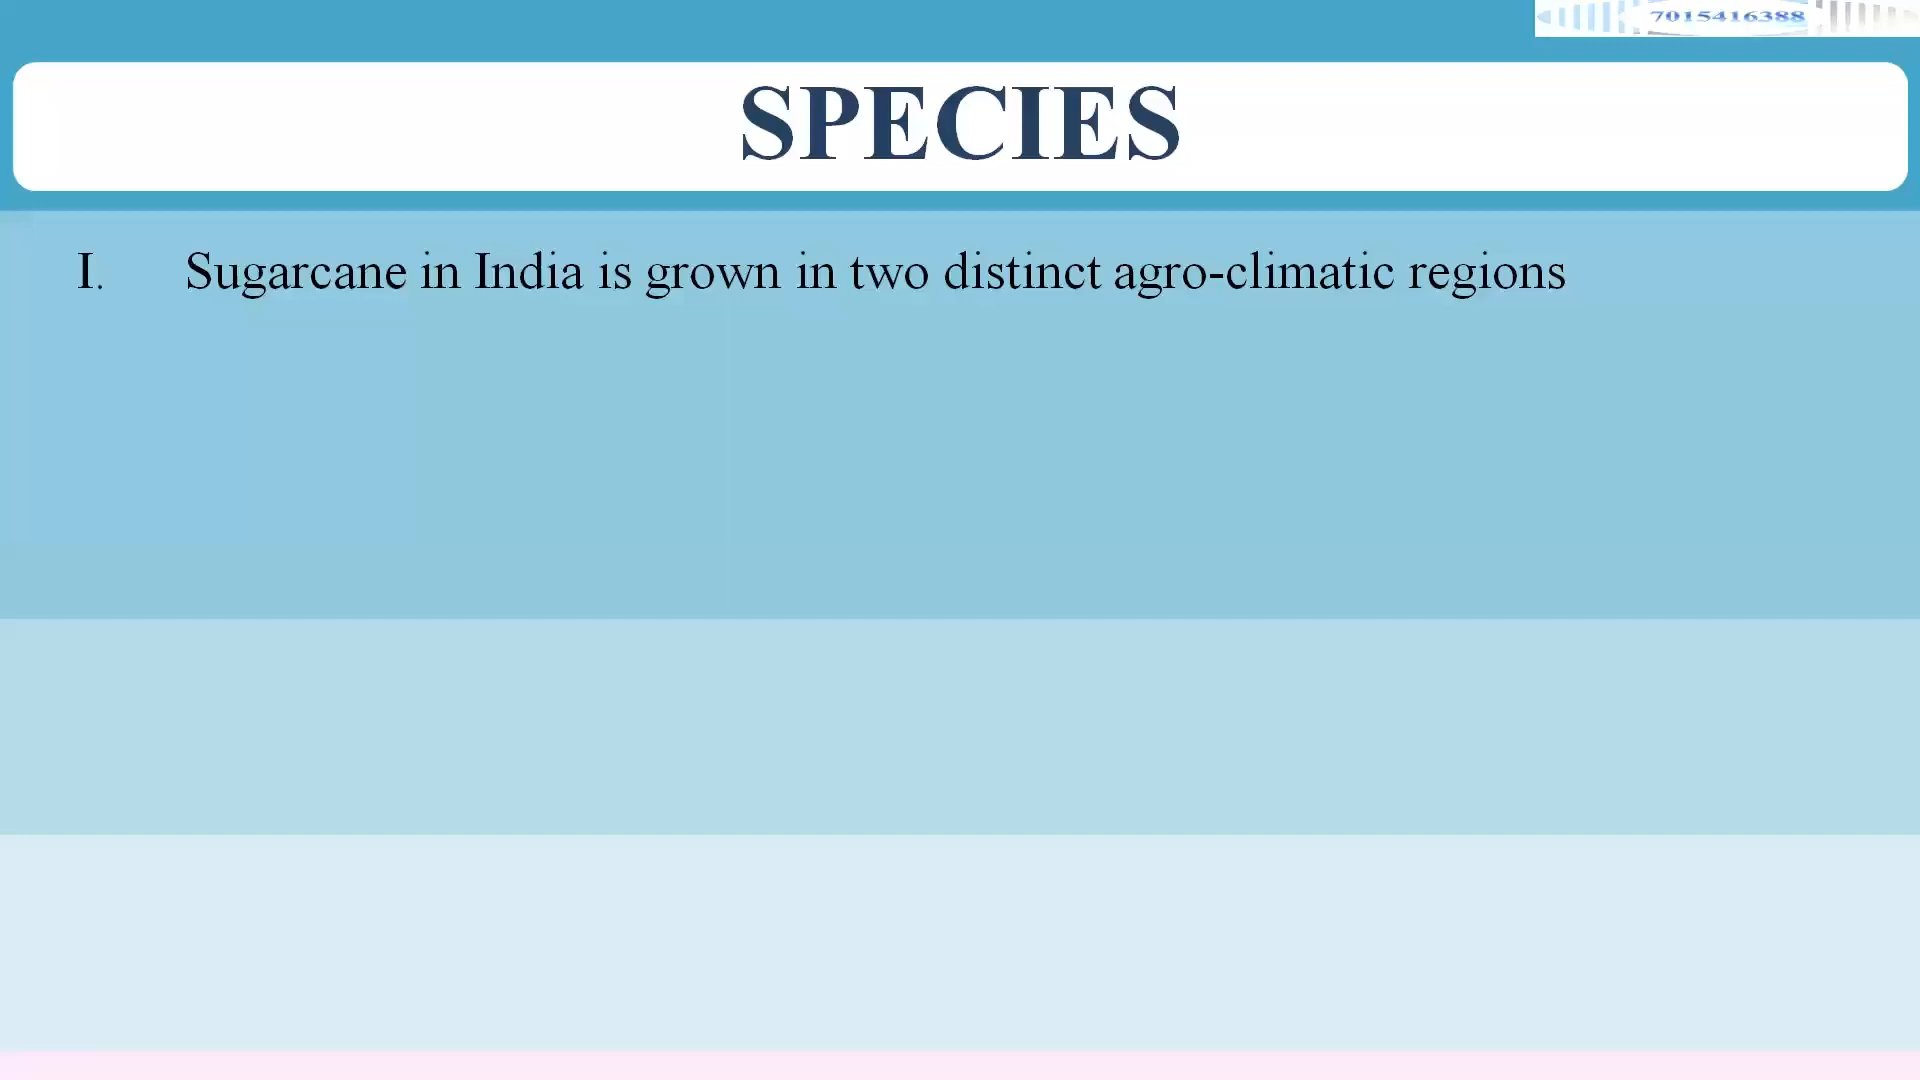 7015416388
SPECIES
I. Sugarcane in India is grown in two distinct agro-climatic regions